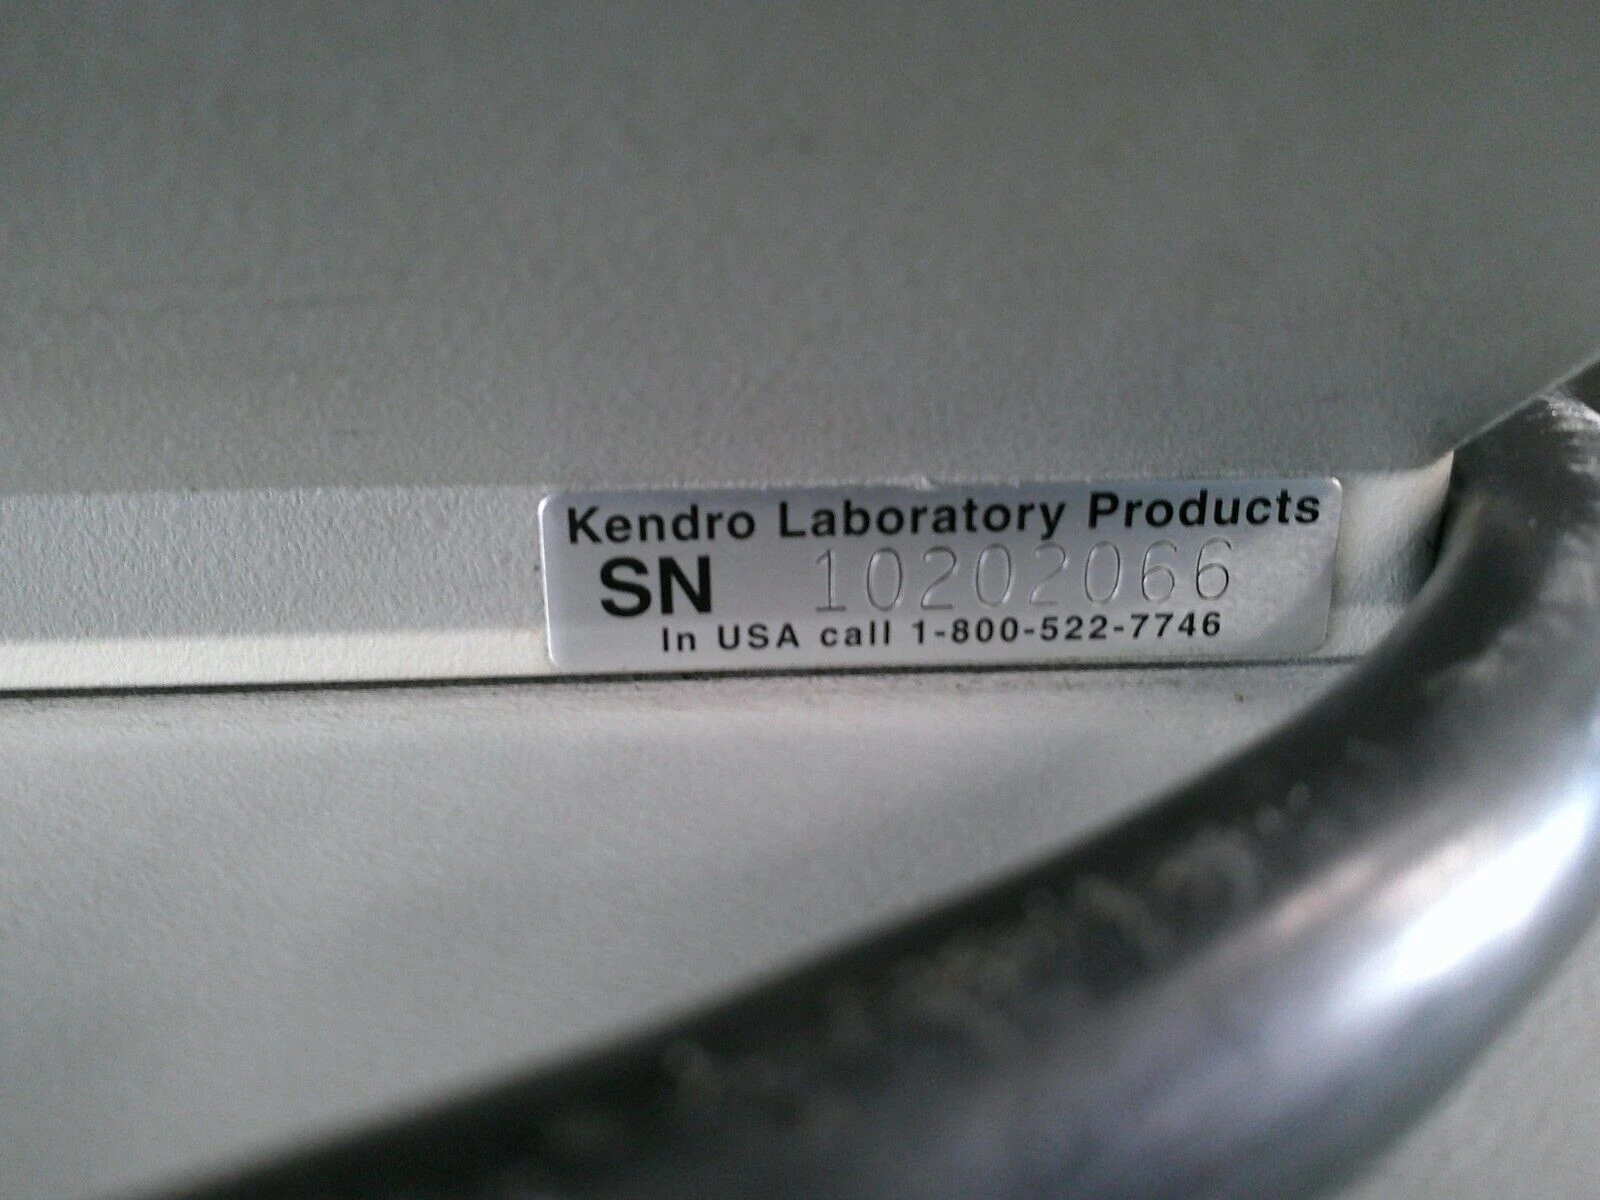 Kendro Laboratory Products
SN 10202066
In USA call 1-800-522-7746